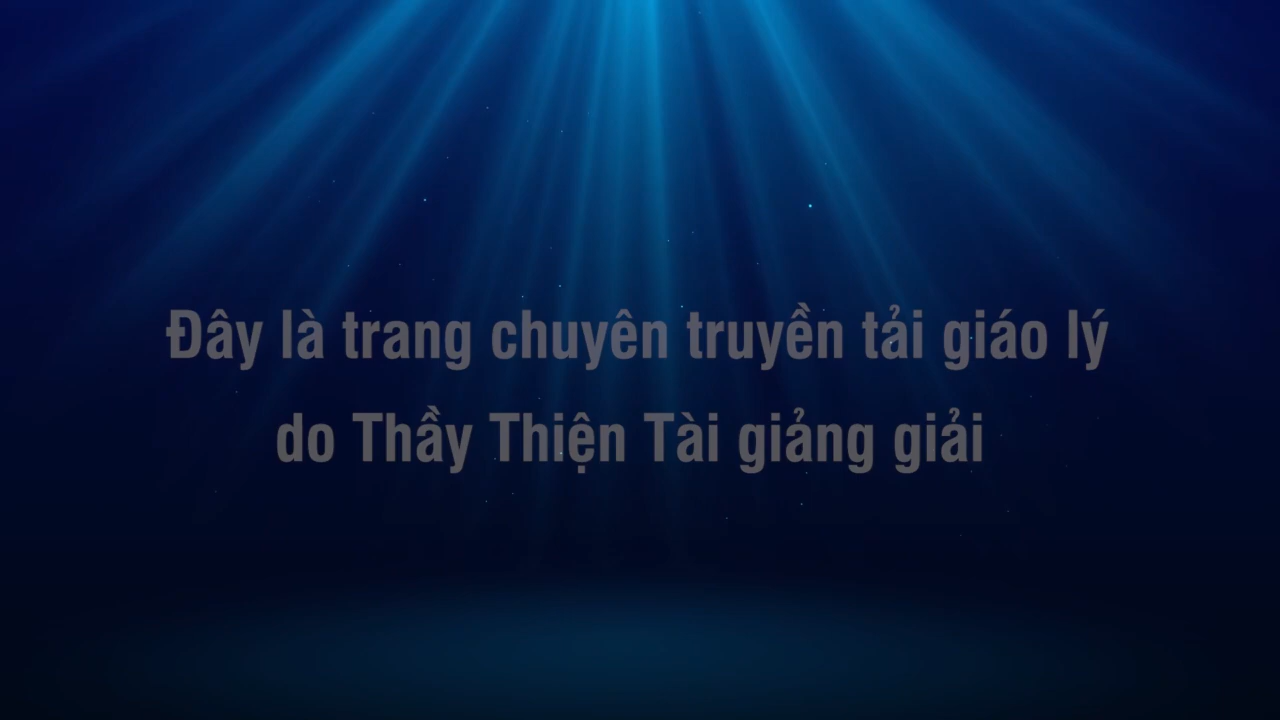 Đây là trang chuyên truyền tải giáo lý
do Thầy Thiện Tài giảng giải